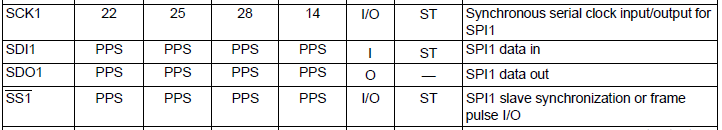 SCK1 22 25 28 14 I/O ST Synchronous serial clock input/output for
SPI1
SDI1 PPS PPS PPS PPS I ST SPI1 data in
SDO1 PPS PPS PPS PPS O — SPI1 data out
SS1 PPS PPS PPS PPS I/O ST SPI1 slave synchronization or frame
pulse I/O